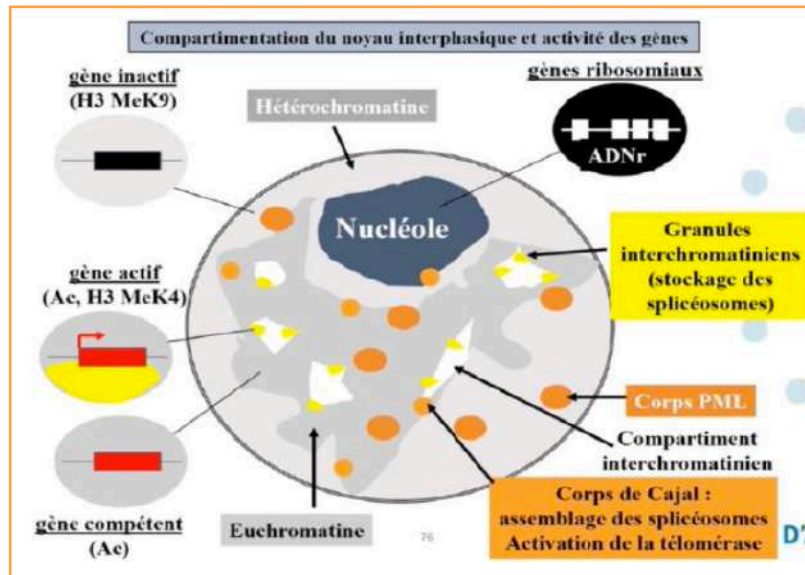 Compartimentation du noyau interphasique et activité des gènes
gène inactif
(H3 MeK9)
Hétérochromatine
gènes ribosomiaux
ADNr
Nucléole
Granules
interchromatiniens
(stockage des
splicéosomes)
gène actif
(Ac, H3 MeK4)
Corps PML
Compartiment
interchromatinien
gène compétent
(Ac)
Euchromatine
Corps de Cajal :
assemblage des splicéosomes
Activation de la télomérase
76